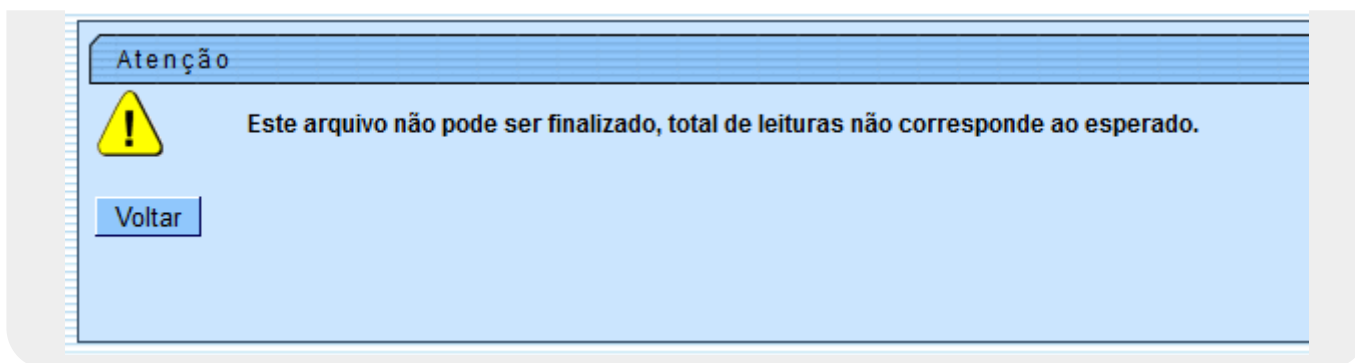 Atenção
Este arquivo não pode ser finalizado, total de leituras não corresponde ao esperado.
Voltar